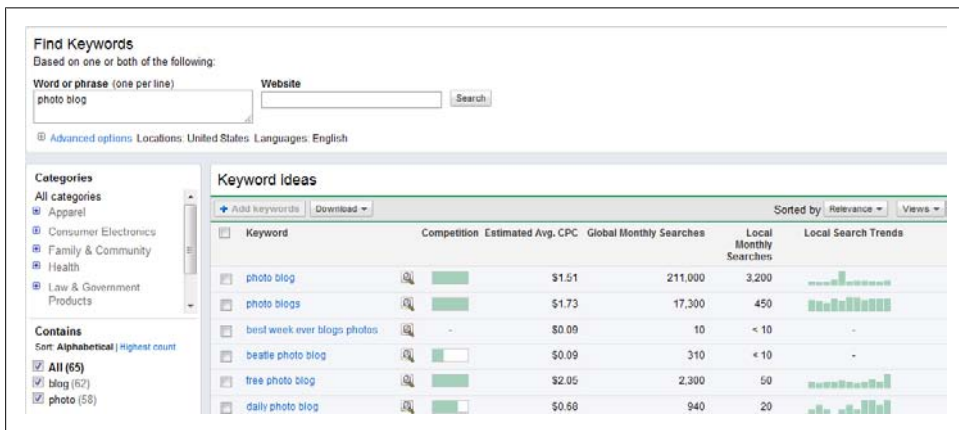 Find Keywords
Based on one or both of the following:
Word or phrase (one per line) Website
photo blog Search
Advanced options Locations: United States Languages: English
Categories
All categories
Apparel
Consumer Electronics
Family & Community
Health
Law & Government
Products
Contains
Sort: Alphabetical | Highest count
All (65)
blog (62)
photo (58)
Keyword Ideas
Add keywords Download Sorted by Relevance Views
Keyword Competition Estimated Avg. CPC Global Monthly Searches Local Local Search Trends
Monthly
Searches
photo blog $1.51 211,000 3,200
photo blogs $1.73 17,300 450
best week ever blogs photos - $0.09 10 < 10 -
beatle photo blog $0.09 310 < 10 -
free photo blog $2.05 2,300 50
daily photo blog $0.68 940 20